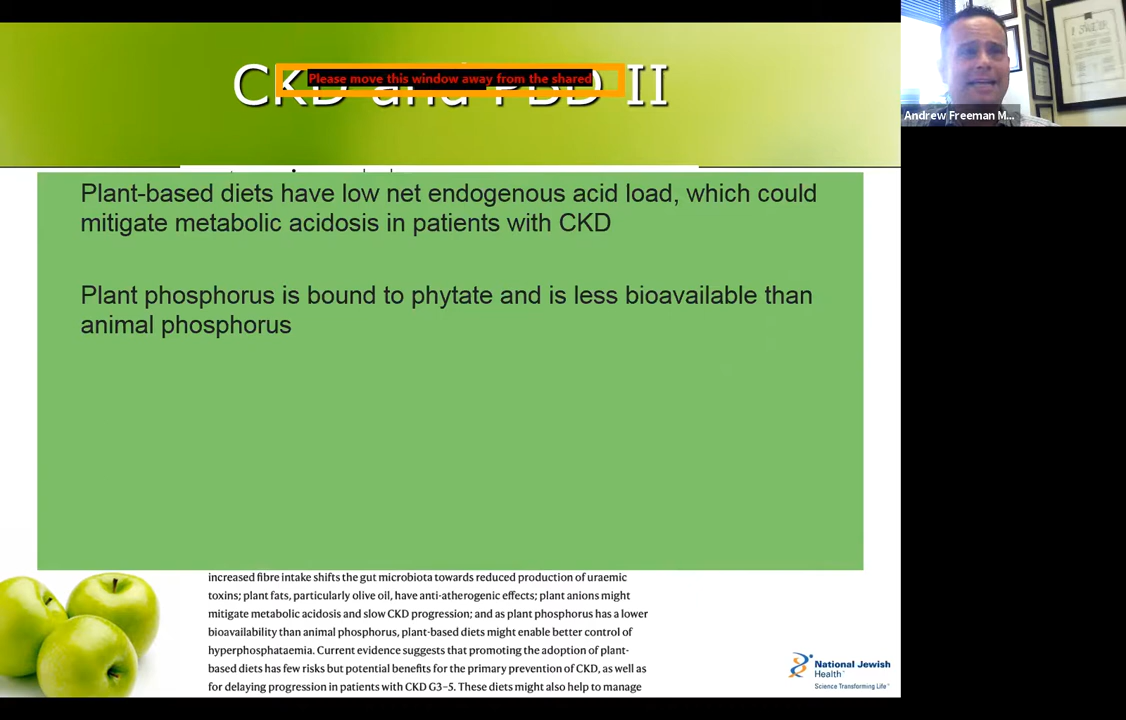 CKD and PBD II
Please move this window away from the shared
Andrew Freeman M...
Plant-based diets have low net endogenous acid load, which could
mitigate metabolic acidosis in patients with CKD
Plant phosphorus is bound to phytate and is less bioavailable than
animal phosphorus
increased fibre intake shifts the gut microbiota towards reduced production of uraemic
toxins; plant fats, particularly olive oil, have anti-atherogenic effects; plant anions might
mitigate metabolic acidosis and slow CKD progression; and as plant phosphorus has a lower
bioavailability than animal phosphorus, plant-based diets might enable better control of
hyperphosphataemia. Current evidence suggests that promoting the adoption of plant-
based diets has few risks but potential benefits for the primary prevention of CKD, as well as
for delaying progression in patients with CKD G3–5. These diets might also help to manage
National Jewish
Health
Science Transforming Life